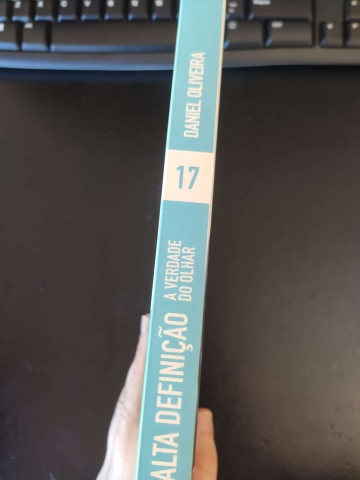 ALTA DEFINIÇÃO
A VERDADE
DO OLHAR
17
DANIEL OLIVEIRA